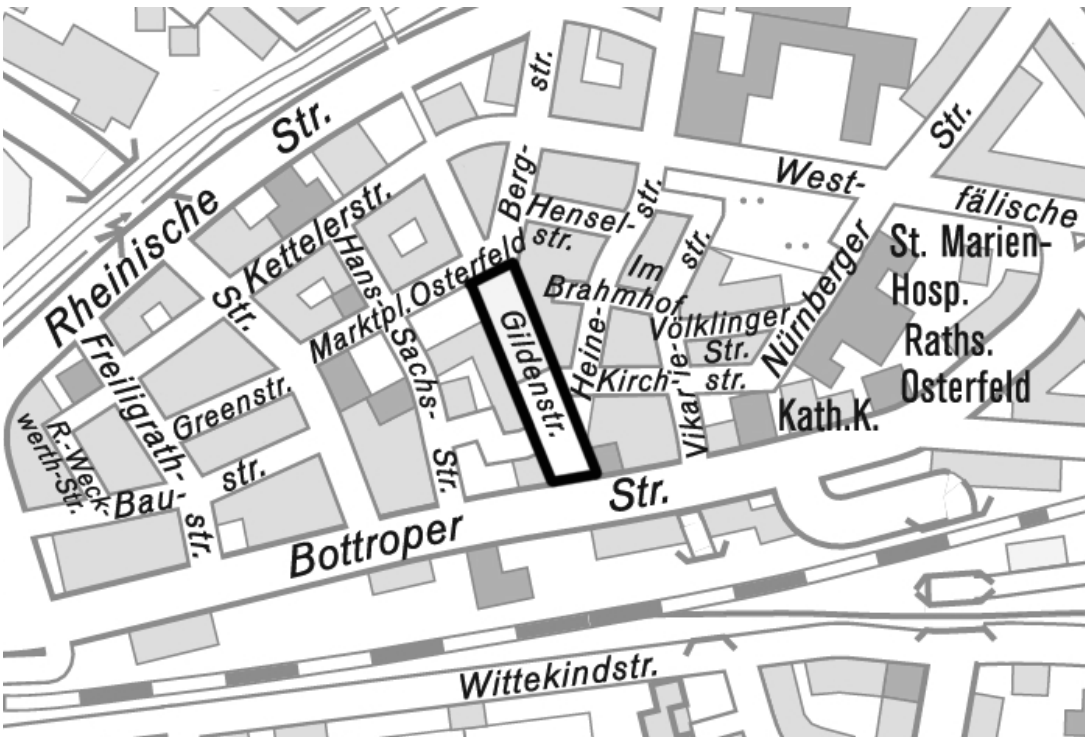 Rheinische Str.
Kettelerstr.
Berg-
str.
Hensel-
str.
str.
West-
fälische
Str.
Nürnberger
St. Marien-
Hosp.
Raths.
Osterfeld
Kath.K.
Im
Brahmhof
str.
Völklinger
Str.
Heine-
Kirch-
str.
Vikar-
je-
Marktpl.Osterfeld
Hans-
Sachs-
Str.
Gildenstr.
Freiligrath-
str.
Str.
Greenstr.
R.-Weck-
werth-Str.
Bau-
str.
Bottroper
Str.
Wittekindstr.